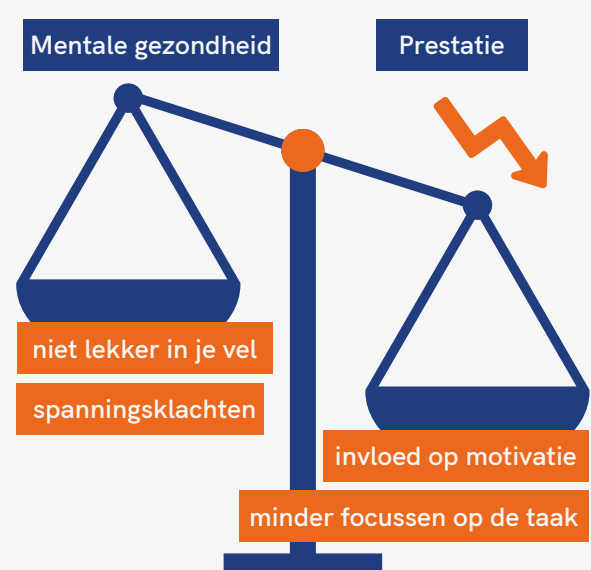 Mentale gezondheid
Prestatie
niet lekker in je vel
spanningsklachten
invloed op motivatie
minder focussen op de taak